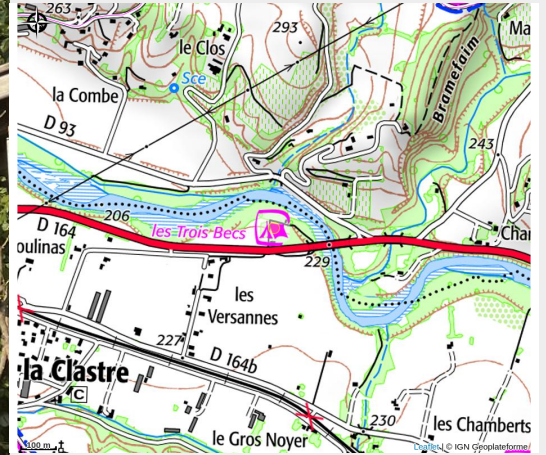 263
293
Ma
le Clos
Sce
la Combe
Bramefaim
D 93
243
206
D 164
les Trois Becs
Cha
oulinas
229
les
Versannes
227
D 164b
la Clastre
C
230
les Chamberts
le Gros Noyer
100 m
Leaflet | © IGN Geoplateforme